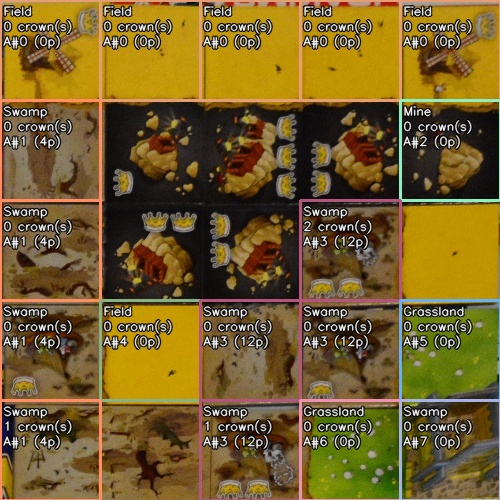 Field
0 crown(s)
A#0 (0p)
Field
0 crown(s)
A#0 (0p)
Field
0 crown(s)
A#0 (0p)
Field
0 crown(s)
A#0 (0p)
Field
0 crown(s)
A#0 (0p)
Swamp
0 crown(s)
A#1 (4p)
Mine
0 crown(s)
A#2 (0p)
Swamp
0 crown(s)
A#1 (4p)
Swamp
2 crown(s)
A#3 (12p)
Swamp
0 crown(s)
A#1 (4p)
Field
0 crown(s)
A#4 (0p)
Swamp
0 crown(s)
A#3 (12p)
Swamp
0 crown(s)
A#3 (12p)
Grassland
0 crown(s)
A#5 (0p)
Swamp
1 crown(s)
A#1 (4p)
Swamp
1 crown(s)
A#3 (12p)
Grassland
0 crown(s)
A#6 (0p)
Swamp
0 crown(s)
A#7 (0p)